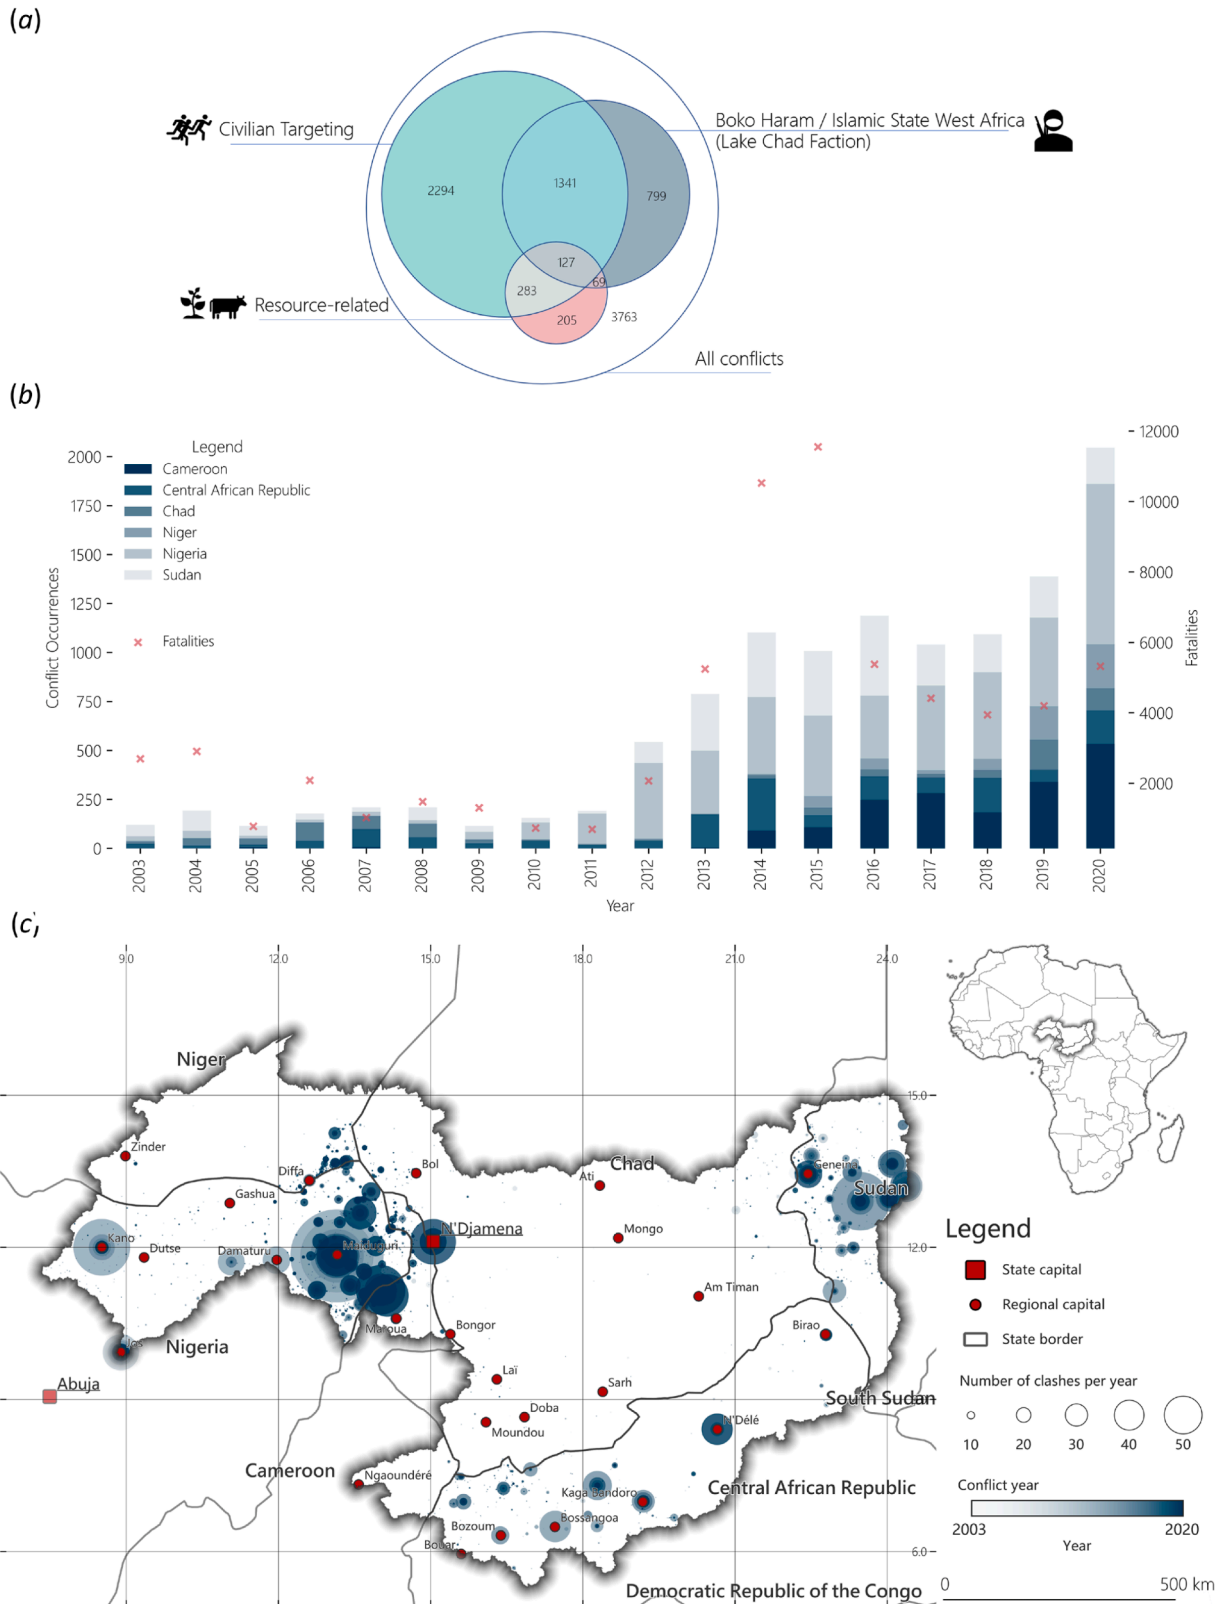 (a)
Civilian Targeting
Boko Haram / Islamic State West Africa
(Lake Chad Faction)
2294
1341
799
127
69
283
205
3763
Resource-related
All conflicts
(b)
Legend
Cameroon
Central African Republic
Chad
Niger
Nigeria
Sudan
Fatalities
Conflict Occurrences
2000
1750
1500
1250
1000
750
500
250
0
12000
10000
8000
6000
4000
2000
Fatalities
2003
2004
2005
2006
2007
2008
2009
2010
2011
2012
2013
2014
2015
2016
2017
2018
2019
2020
Year
(c)
9.0
12.0
15.0
18.0
21.0
24.0
Niger
15.0
Zinder
Diffa
Bol
Ati
Chad
Geneina
Sudan
Gashua
N'Djamena
Kano
Dutse
Damaturu
Maiduguri
Mongo
12.0
Am Timan
Maroua
Bongor
Birao
Jos
Nigeria
Abuja
Laï
Sarh
South Sudan
Doba
Moundou
N'Délé
Cameroon
Ngaoundéré
Kaga Bandoro
Central African Republic
Bozoum
Bossangoa
Bouar
6.0
Democratic Republic of the Congo
Legend
State capital
Regional capital
State border
Number of clashes per year
10 20 30 40 50
Conflict year
2003 2020
Year
0 500 km